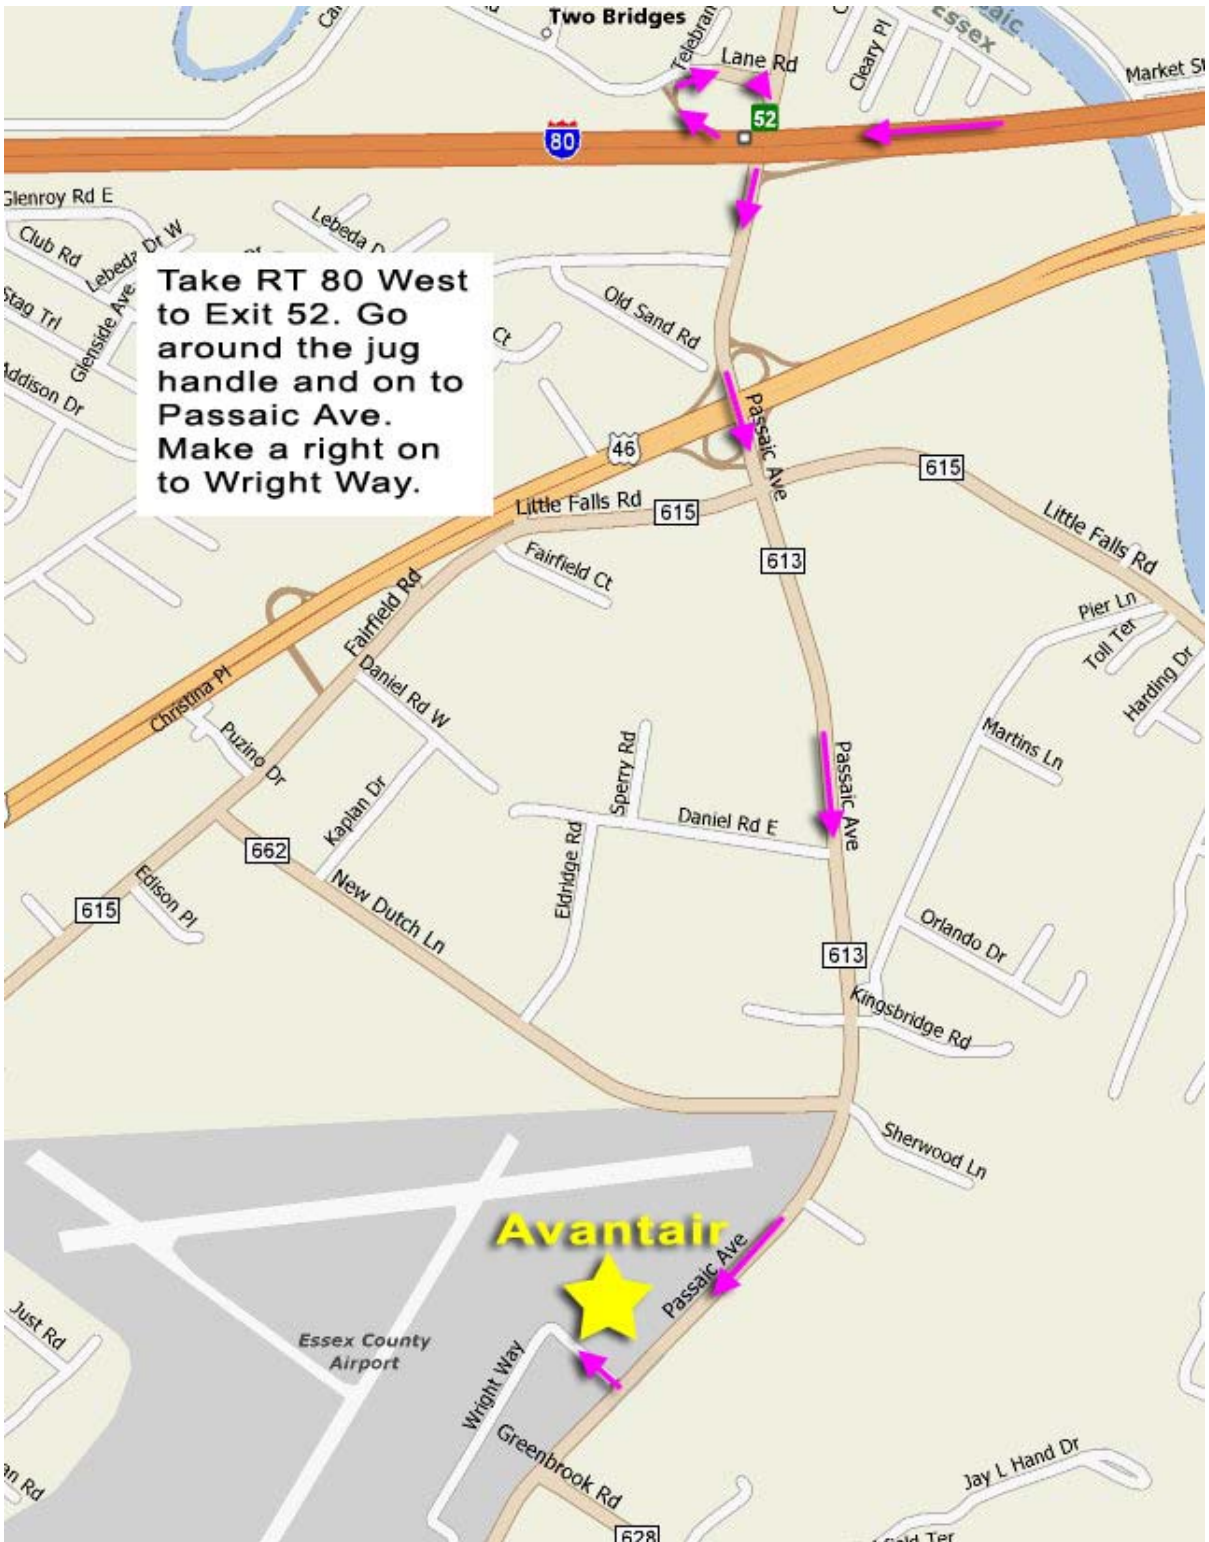 Two Bridges
Essex
Lane Rd
Cleary Pl
Market St
52
80
Glenroy Rd E
Club Rd
Lebeda Dr W
Lebeda D
Stag Trl
Glenside Ave
Addison Dr
Take RT 80 West
to Exit 52. Go
around the jug
handle and on to
Passaic Ave.
Make a right on
to Wright Way.
Ct
Old Sand Rd
Passaic Ave
46
615
Little Falls Rd
615
Little Falls Rd
613
Fairfield Ct
Fairfield Rd
Pier Ln
Toll Ter
Harding Dr
Christina Pl
Daniel Rd W
Puzino Dr
Martins Ln
Sperry Rd
Passaic Ave
Kaplan Dr
Daniel Rd E
662
Eldridge Rd
Edison Pl
615
New Dutch Ln
Orlando Dr
613
Kingsbridge Rd
Sherwood Ln
Avantair
Passaic Ave
Just Rd
Essex County
Airport
Wright Way
Greenbrook Rd
Jay L Hand Dr
an Rd
628